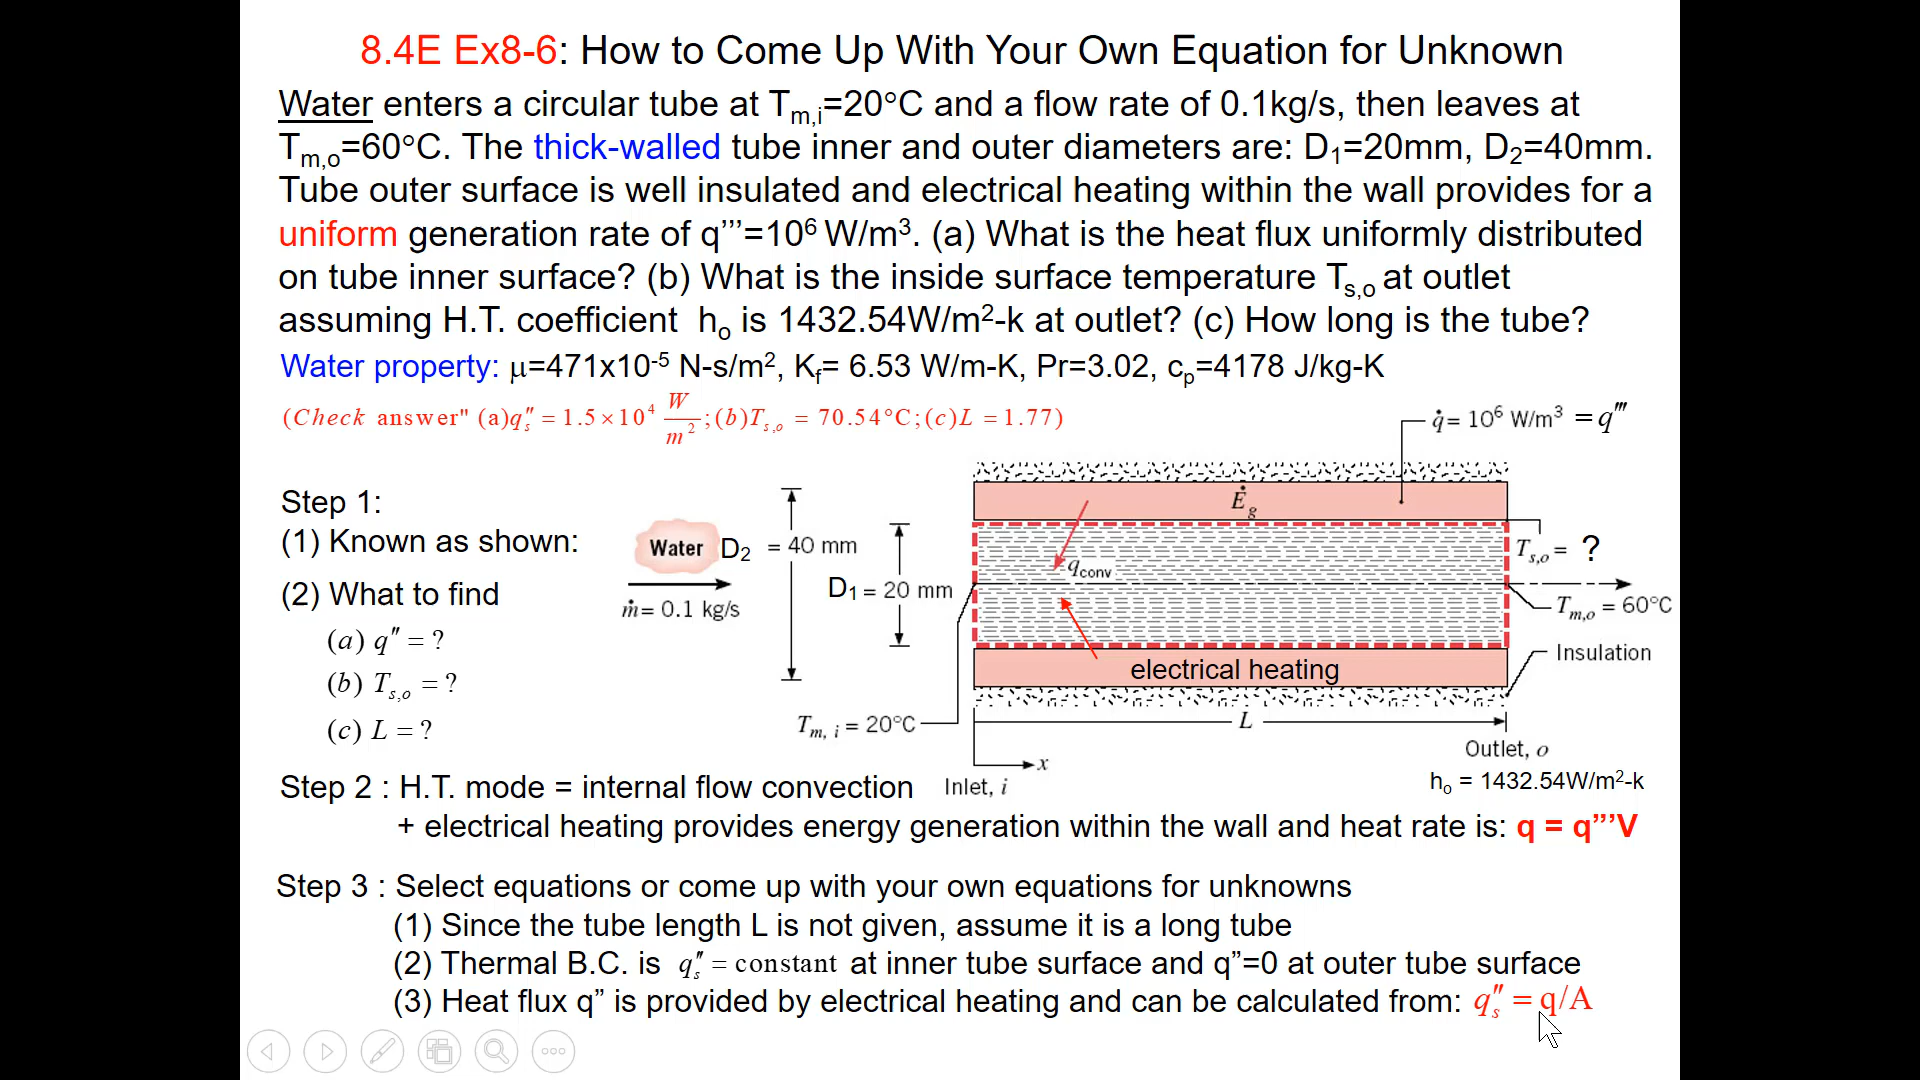 8.4E Ex8-6: How to Come Up With Your Own Equation for Unknown
Water enters a circular tube at Tm,i=20°C and a flow rate of 0.1kg/s, then leaves at
Tm,o=60°C. The thick-walled tube inner and outer diameters are: D1=20mm, D2=40mm.
Tube outer surface is well insulated and electrical heating within the wall provides for a
uniform generation rate of q’’’=10⁶ W/m³. (a) What is the heat flux uniformly distributed
on tube inner surface? (b) What is the inside surface temperature Ts,o at outlet
assuming H.T. coefficient ho is 1432.54W/m²-k at outlet? (c) How long is the tube?
Water property: μ=471x10⁻⁵ N-s/m², Kf= 6.53 W/m-K, Pr=3.02, cp=4178 J/kg-K
(Check answer" (a)q″s = 1.5×10⁴ W/m²;(b)Ts,o = 70.54°C;(c)L = 1.77)
q̇= 10⁶ W/m³ = q‴
Step 1:
(1) Known as shown:
(2) What to find
(a) q″ = ?
(b) Ts,o = ?
(c) L = ?
Water
ṁ= 0.1 kg/s
D2 = 40 mm
D1 = 20 mm
Ėg
qconv
electrical heating
Ts,o = ?
Tm,o = 60°C
Insulation
Tm, i = 20°C
L
x
Inlet, i
Outlet, o
ho = 1432.54W/m²-k
Step 2 : H.T. mode = internal flow convection
+ electrical heating provides energy generation within the wall and heat rate is: q = q’’’V
Step 3 : Select equations or come up with your own equations for unknowns
(1) Since the tube length L is not given, assume it is a long tube
(2) Thermal B.C. is q″s = constant at inner tube surface and q”=0 at outer tube surface
(3) Heat flux q” is provided by electrical heating and can be calculated from: q″s = q/A